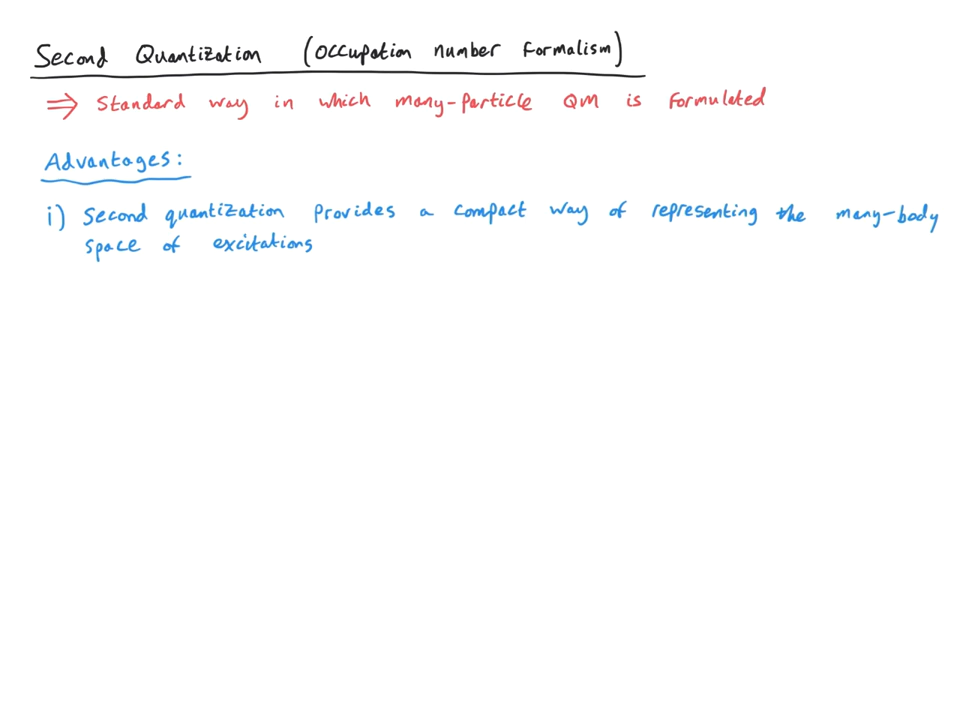 Second Quantization (Occupation number formalism)
⇒ Standard way in which many-particle QM is formulated
Advantages:
i) Second quantization provides a compact way of representing the many-body
space of excitations